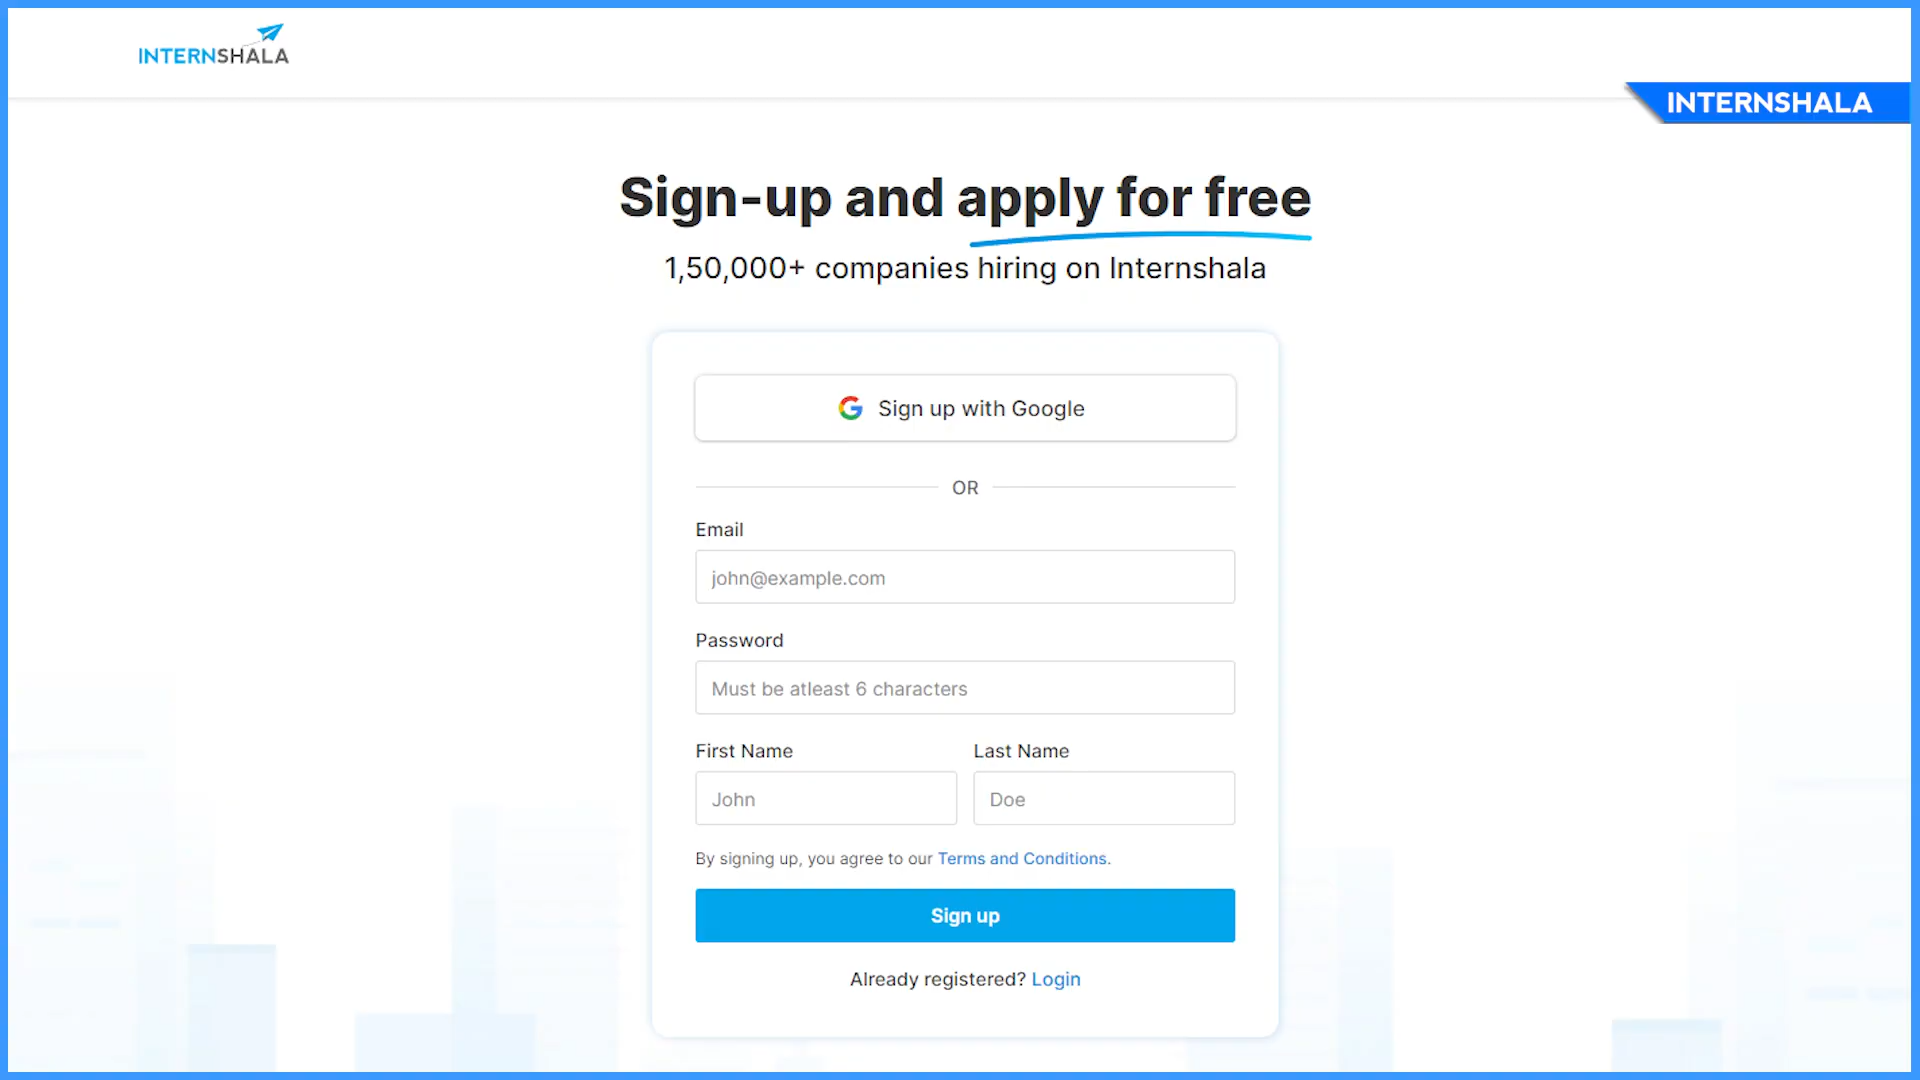 INTERNSHALA
INTERNSHALA
Sign-up and apply for free
1,50,000+ companies hiring on Internshala
Sign up with Google
OR
Email
john@example.com
Password
Must be atleast 6 characters
First Name Last Name
John Doe
By signing up, you agree to our Terms and Conditions.
Sign up
Already registered? Login